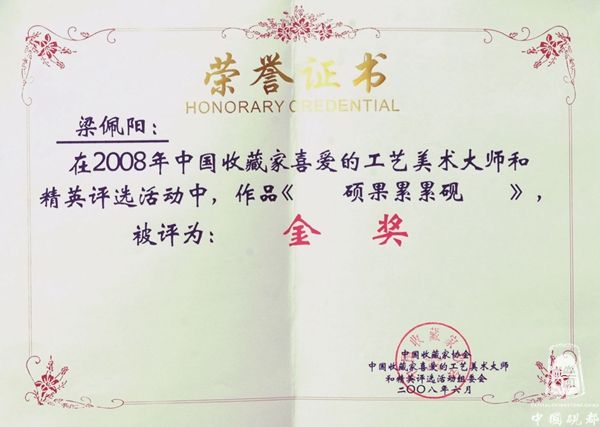 荣誉证书
HONORARY CREDENTIAL
梁佩阳：
在2008年中国收藏家喜爱的工艺美术大师和
精英评选活动中，作品《 硕果累累砚 》，
被评为： 金 奖
收藏家
中国收藏家协会
中国收藏家喜爱的工艺美术大师
和精英评选活动组委会
二〇〇八年六月
中国砚都